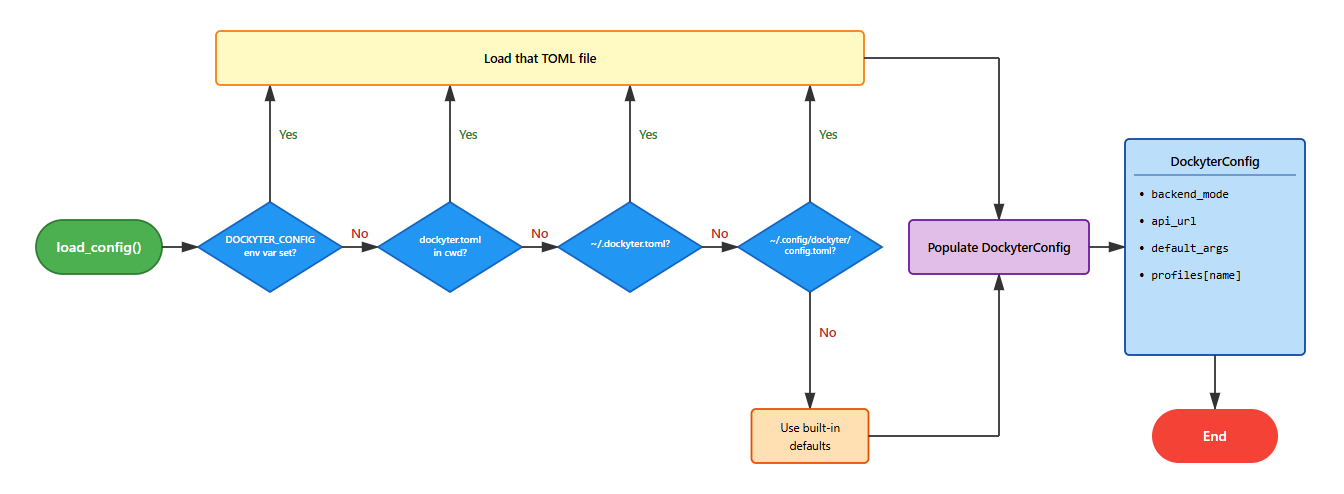 Load that TOML file
Yes
Yes
Yes
Yes
load_config()
DOCKYTER_CONFIG
env var set?
No
dockyter.toml
in cwd?
No
~/.dockyter.toml?
No
~/.config/dockyter/
config.toml?
No
Use built-in
defaults
Populate DockyterConfig
DockyterConfig
• backend_mode
• api_url
• default_args
• profiles[name]
End